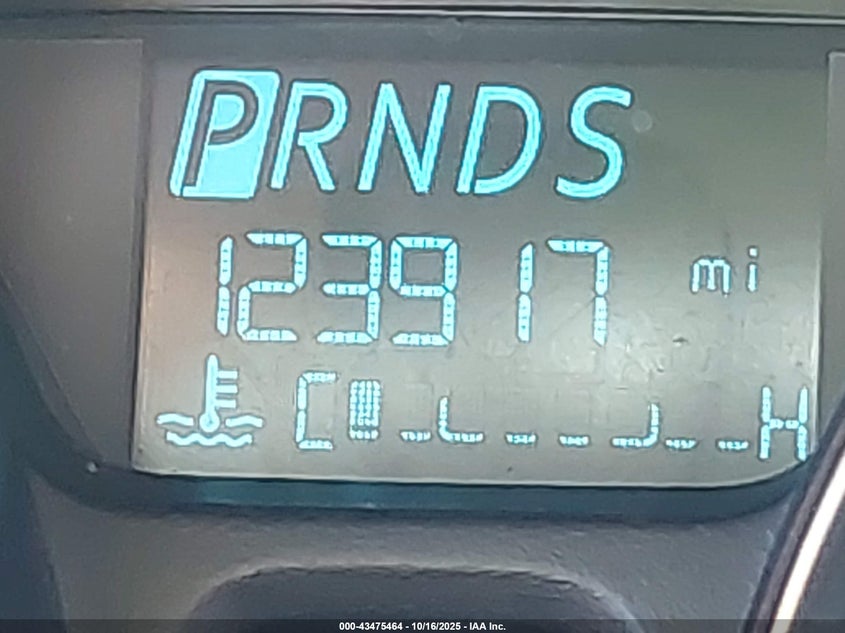 PRNDS
123917 mi
C H
000-43475464 - 10/16/2025 - IAA Inc.